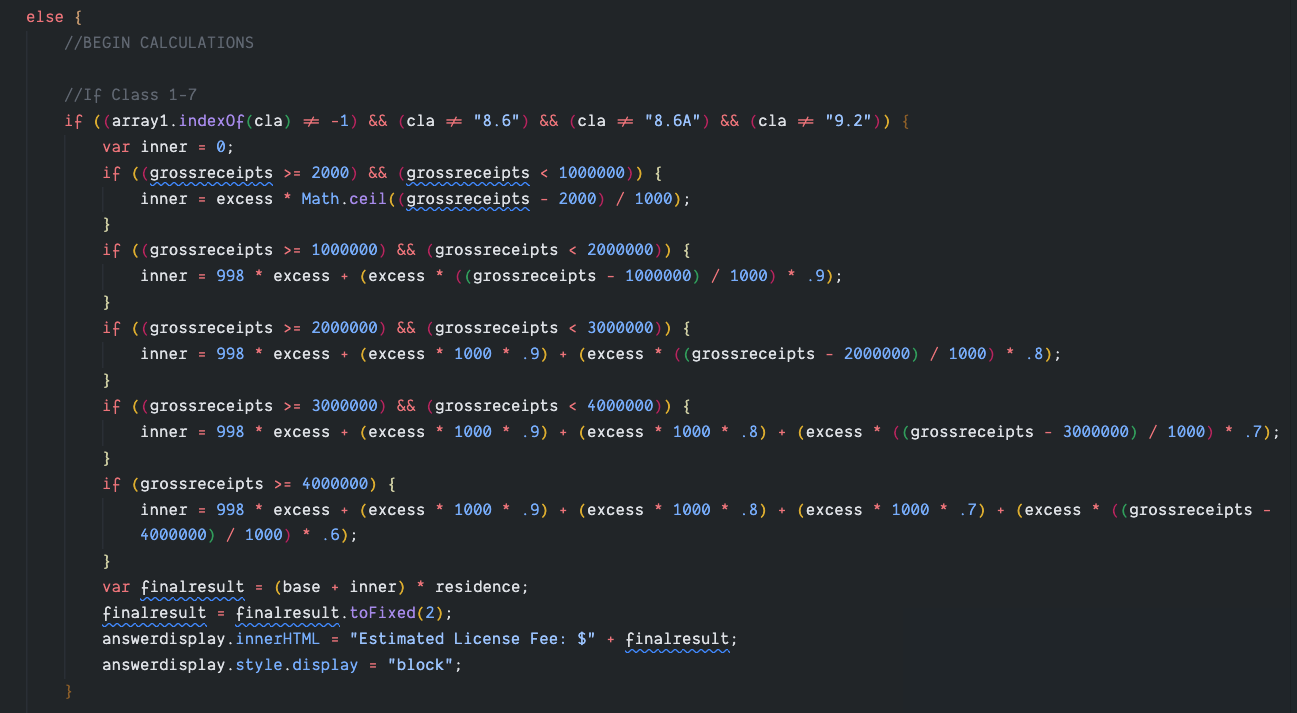 else {
//BEGIN CALCULATIONS
//If Class 1-7
if ((array1.indexOf(cla) != -1) && (cla != "8.6") && (cla != "8.6A") && (cla != "9.2")) {
var inner = 0;
if ((grossreceipts >= 2000) && (grossreceipts < 1000000)) {
inner = excess * Math.ceil((grossreceipts - 2000) / 1000);
}
if ((grossreceipts >= 1000000) && (grossreceipts < 2000000)) {
inner = 998 * excess + (excess * ((grossreceipts - 1000000) / 1000) * .9);
}
if ((grossreceipts >= 2000000) && (grossreceipts < 3000000)) {
inner = 998 * excess + (excess * 1000 * .9) + (excess * ((grossreceipts - 2000000) / 1000) * .8);
}
if ((grossreceipts >= 3000000) && (grossreceipts < 4000000)) {
inner = 998 * excess + (excess * 1000 * .9) + (excess * 1000 * .8) + (excess * ((grossreceipts - 3000000) / 1000) * .7);
}
if (grossreceipts >= 4000000) {
inner = 998 * excess + (excess * 1000 * .9) + (excess * 1000 * .8) + (excess * 1000 * .7) + (excess * ((grossreceipts -
4000000) / 1000) * .6);
}
var finalresult = (base + inner) * residence;
finalresult = finalresult.toFixed(2);
answerdisplay.innerHTML = "Estimated License Fee: $" + finalresult;
answerdisplay.style.display = "block";
}